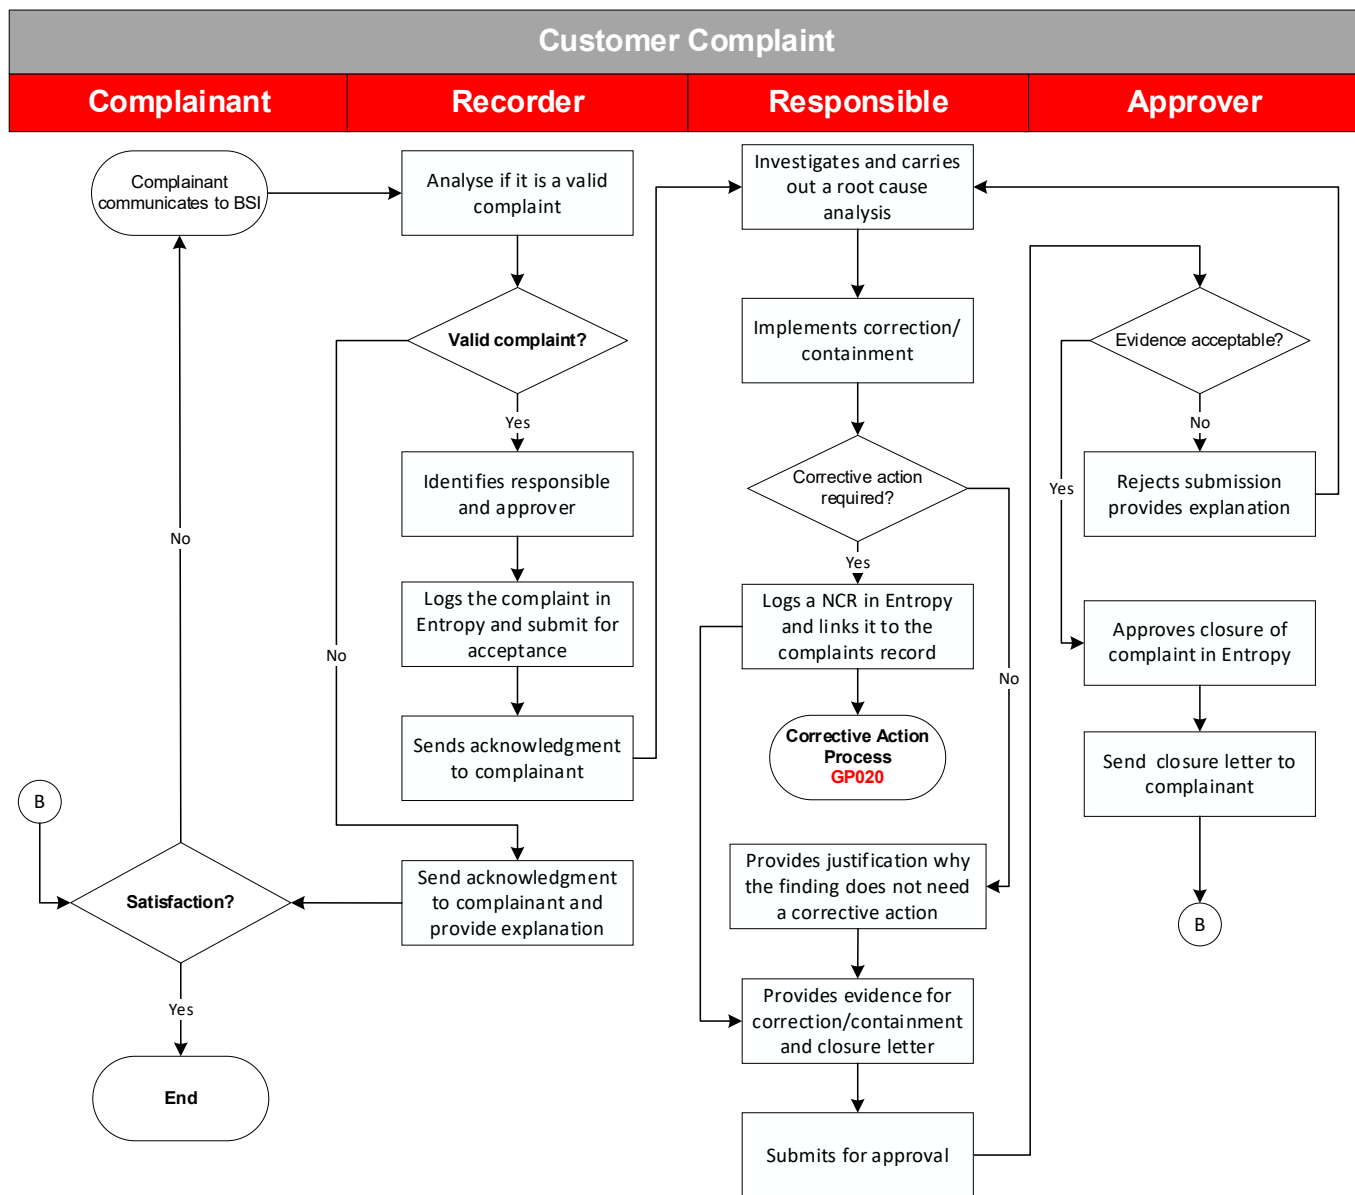 Customer Complaint
Complainant
Recorder
Responsible
Approver
Complainant
communicates to BSI
No
B
Satisfaction?
Yes
End
Analyse if it is a valid
complaint
Valid complaint?
Yes
No
Identifies responsible
and approver
Logs the complaint in
Entropy and submit for
acceptance
Sends acknowledgment
to complainant
Send acknowledgment
to complainant and
provide explanation
Investigates and carries
out a root cause
analysis
Implements correction/
containment
Corrective action
required?
Yes
No
Logs a NCR in Entropy
and links it to the
complaints record
Corrective Action
Process
GP020
Provides justification why
the finding does not need
a corrective action
Provides evidence for
correction/containment
and closure letter
Submits for approval
Evidence acceptable?
No
Yes
Rejects submission
provides explanation
Approves closure of
complaint in Entropy
Send closure letter to
complainant
B